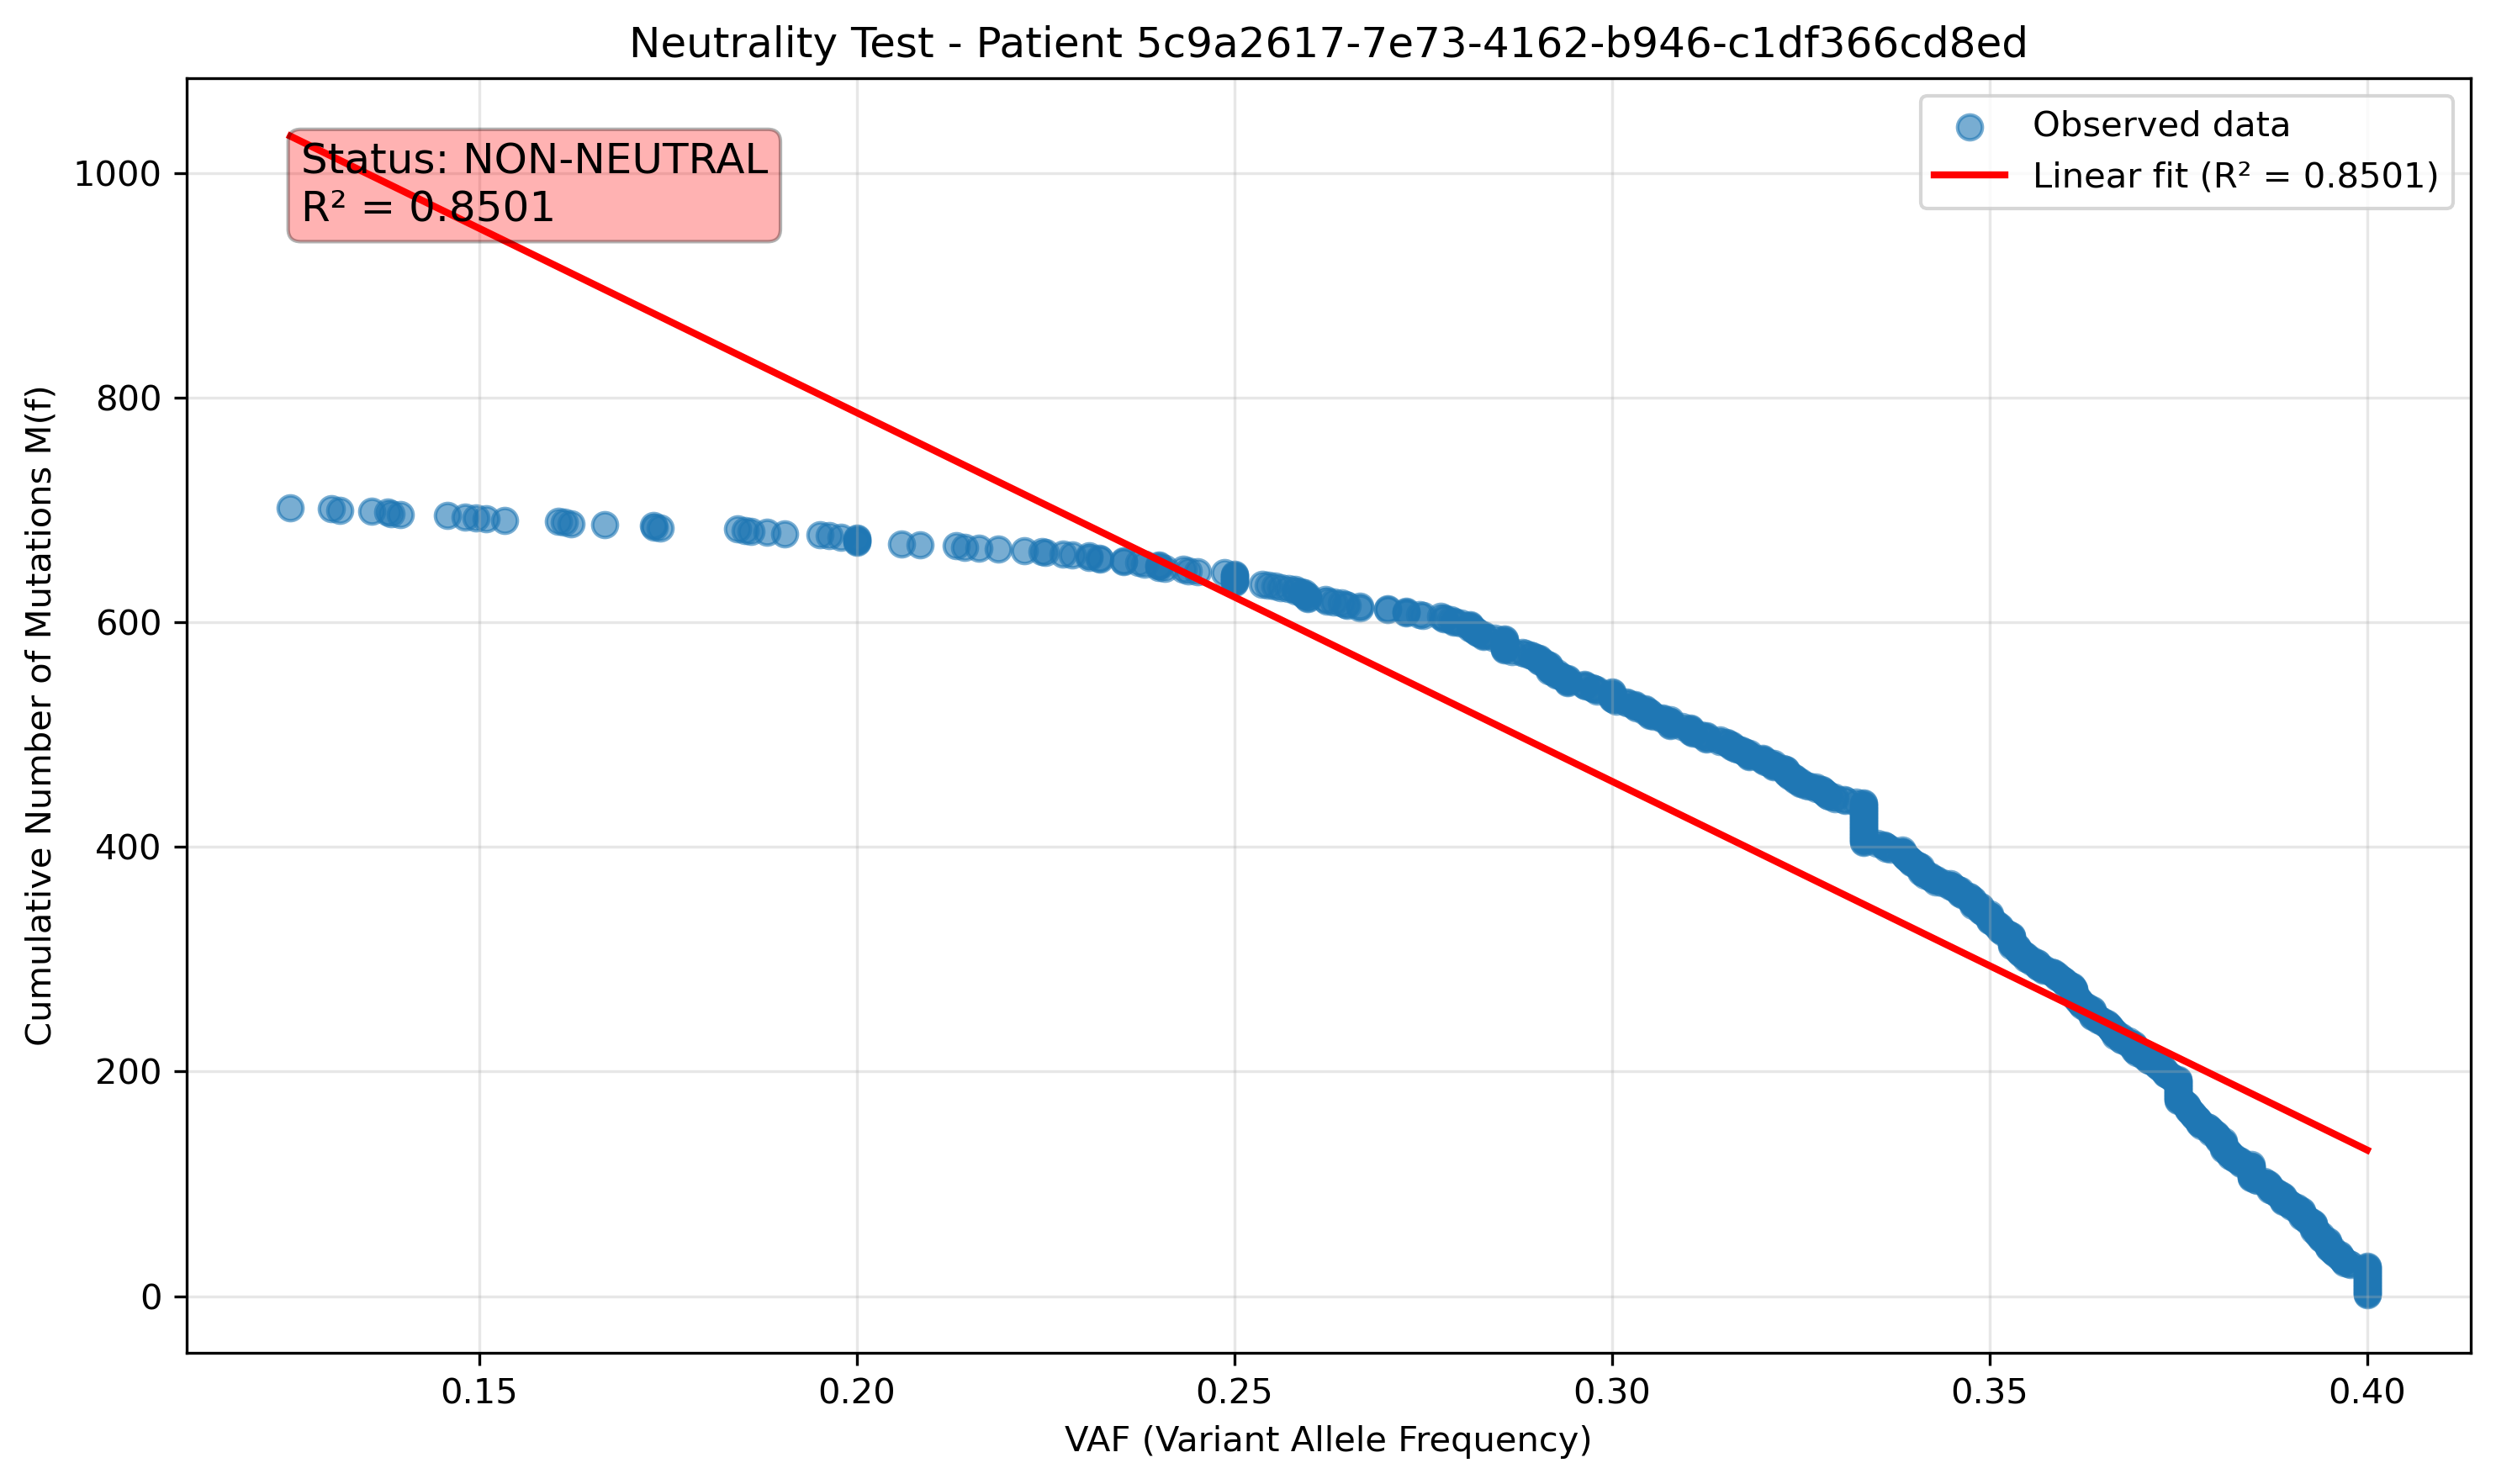 Neutrality Test - Patient 5c9a2617-7e73-4162-b946-c1df366cd8ed
Status: NON-NEUTRAL
R² = 0.8501
Observed data
Linear fit (R² = 0.8501)
Cumulative Number of Mutations M(f)
1000
800
600
400
200
0
0.15
0.20
0.25
0.30
0.35
0.40
VAF (Variant Allele Frequency)